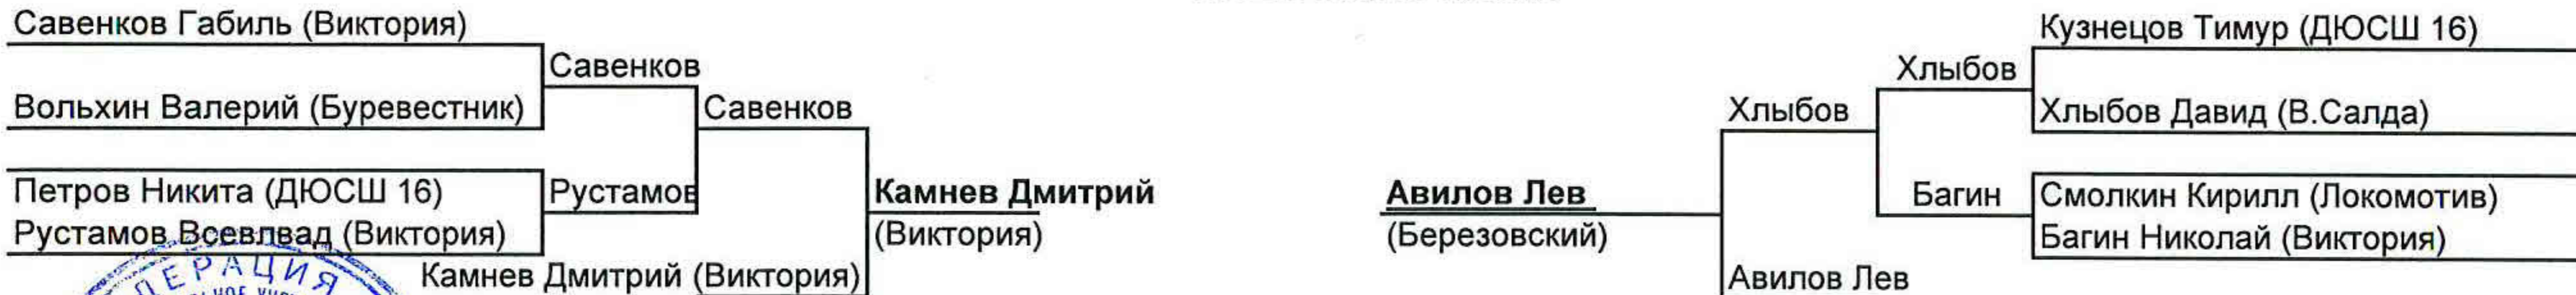 Савенков Габиль (Виктория)
Савенков
Вольхин Валерий (Буревестник)
Савенков
Петров Никита (ДЮСШ 16)
Рустамов
Рустамов Всевлвад (Виктория)
Камнев Дмитрий
(Виктория)
Камнев Дмитрий (Виктория)
Кузнецов Тимур (ДЮСШ 16)
Хлыбов
Хлыбов
Хлыбов Давид (В.Салда)
Авилов Лев
(Березовский)
Багин
Смолкин Кирилл (Локомотив)
Багин Николай (Виктория)
Авилов Лев
ДЕРАЦИЯ